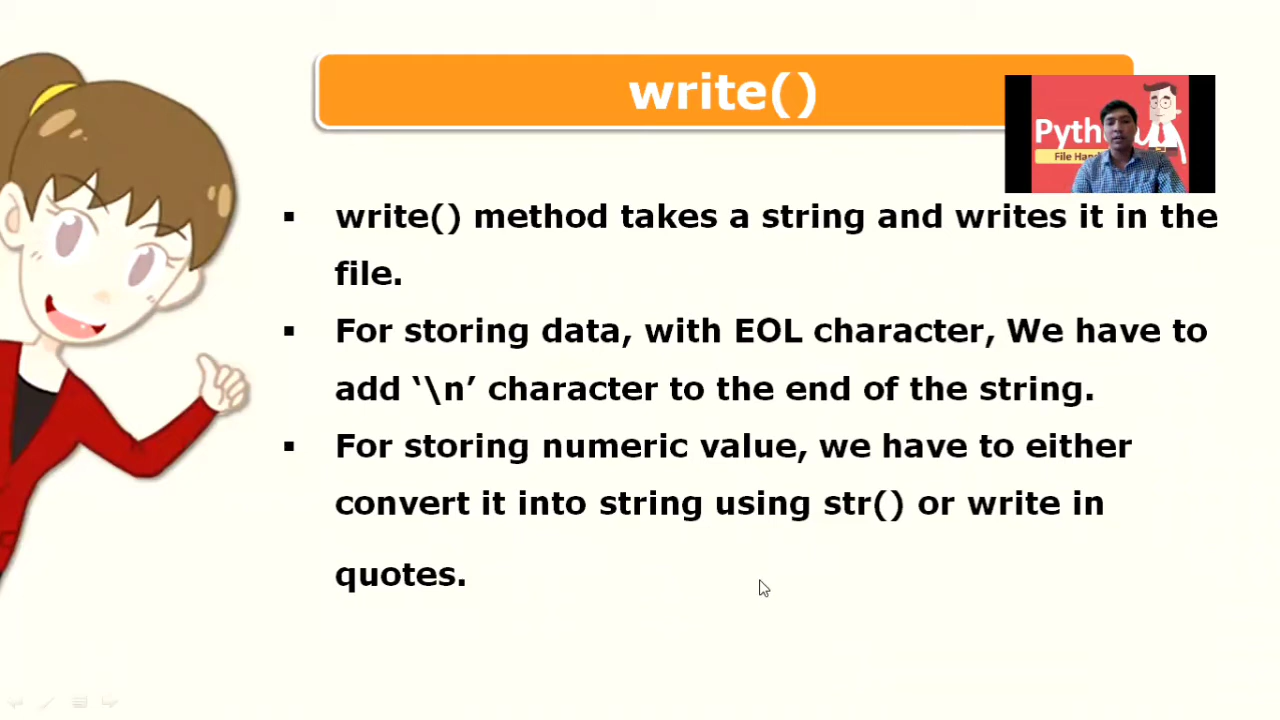 write()
Pyth
File Han
▪ write() method takes a string and writes it in the
file.
▪ For storing data, with EOL character, We have to
add ‘\n’ character to the end of the string.
▪ For storing numeric value, we have to either
convert it into string using str() or write in
quotes.